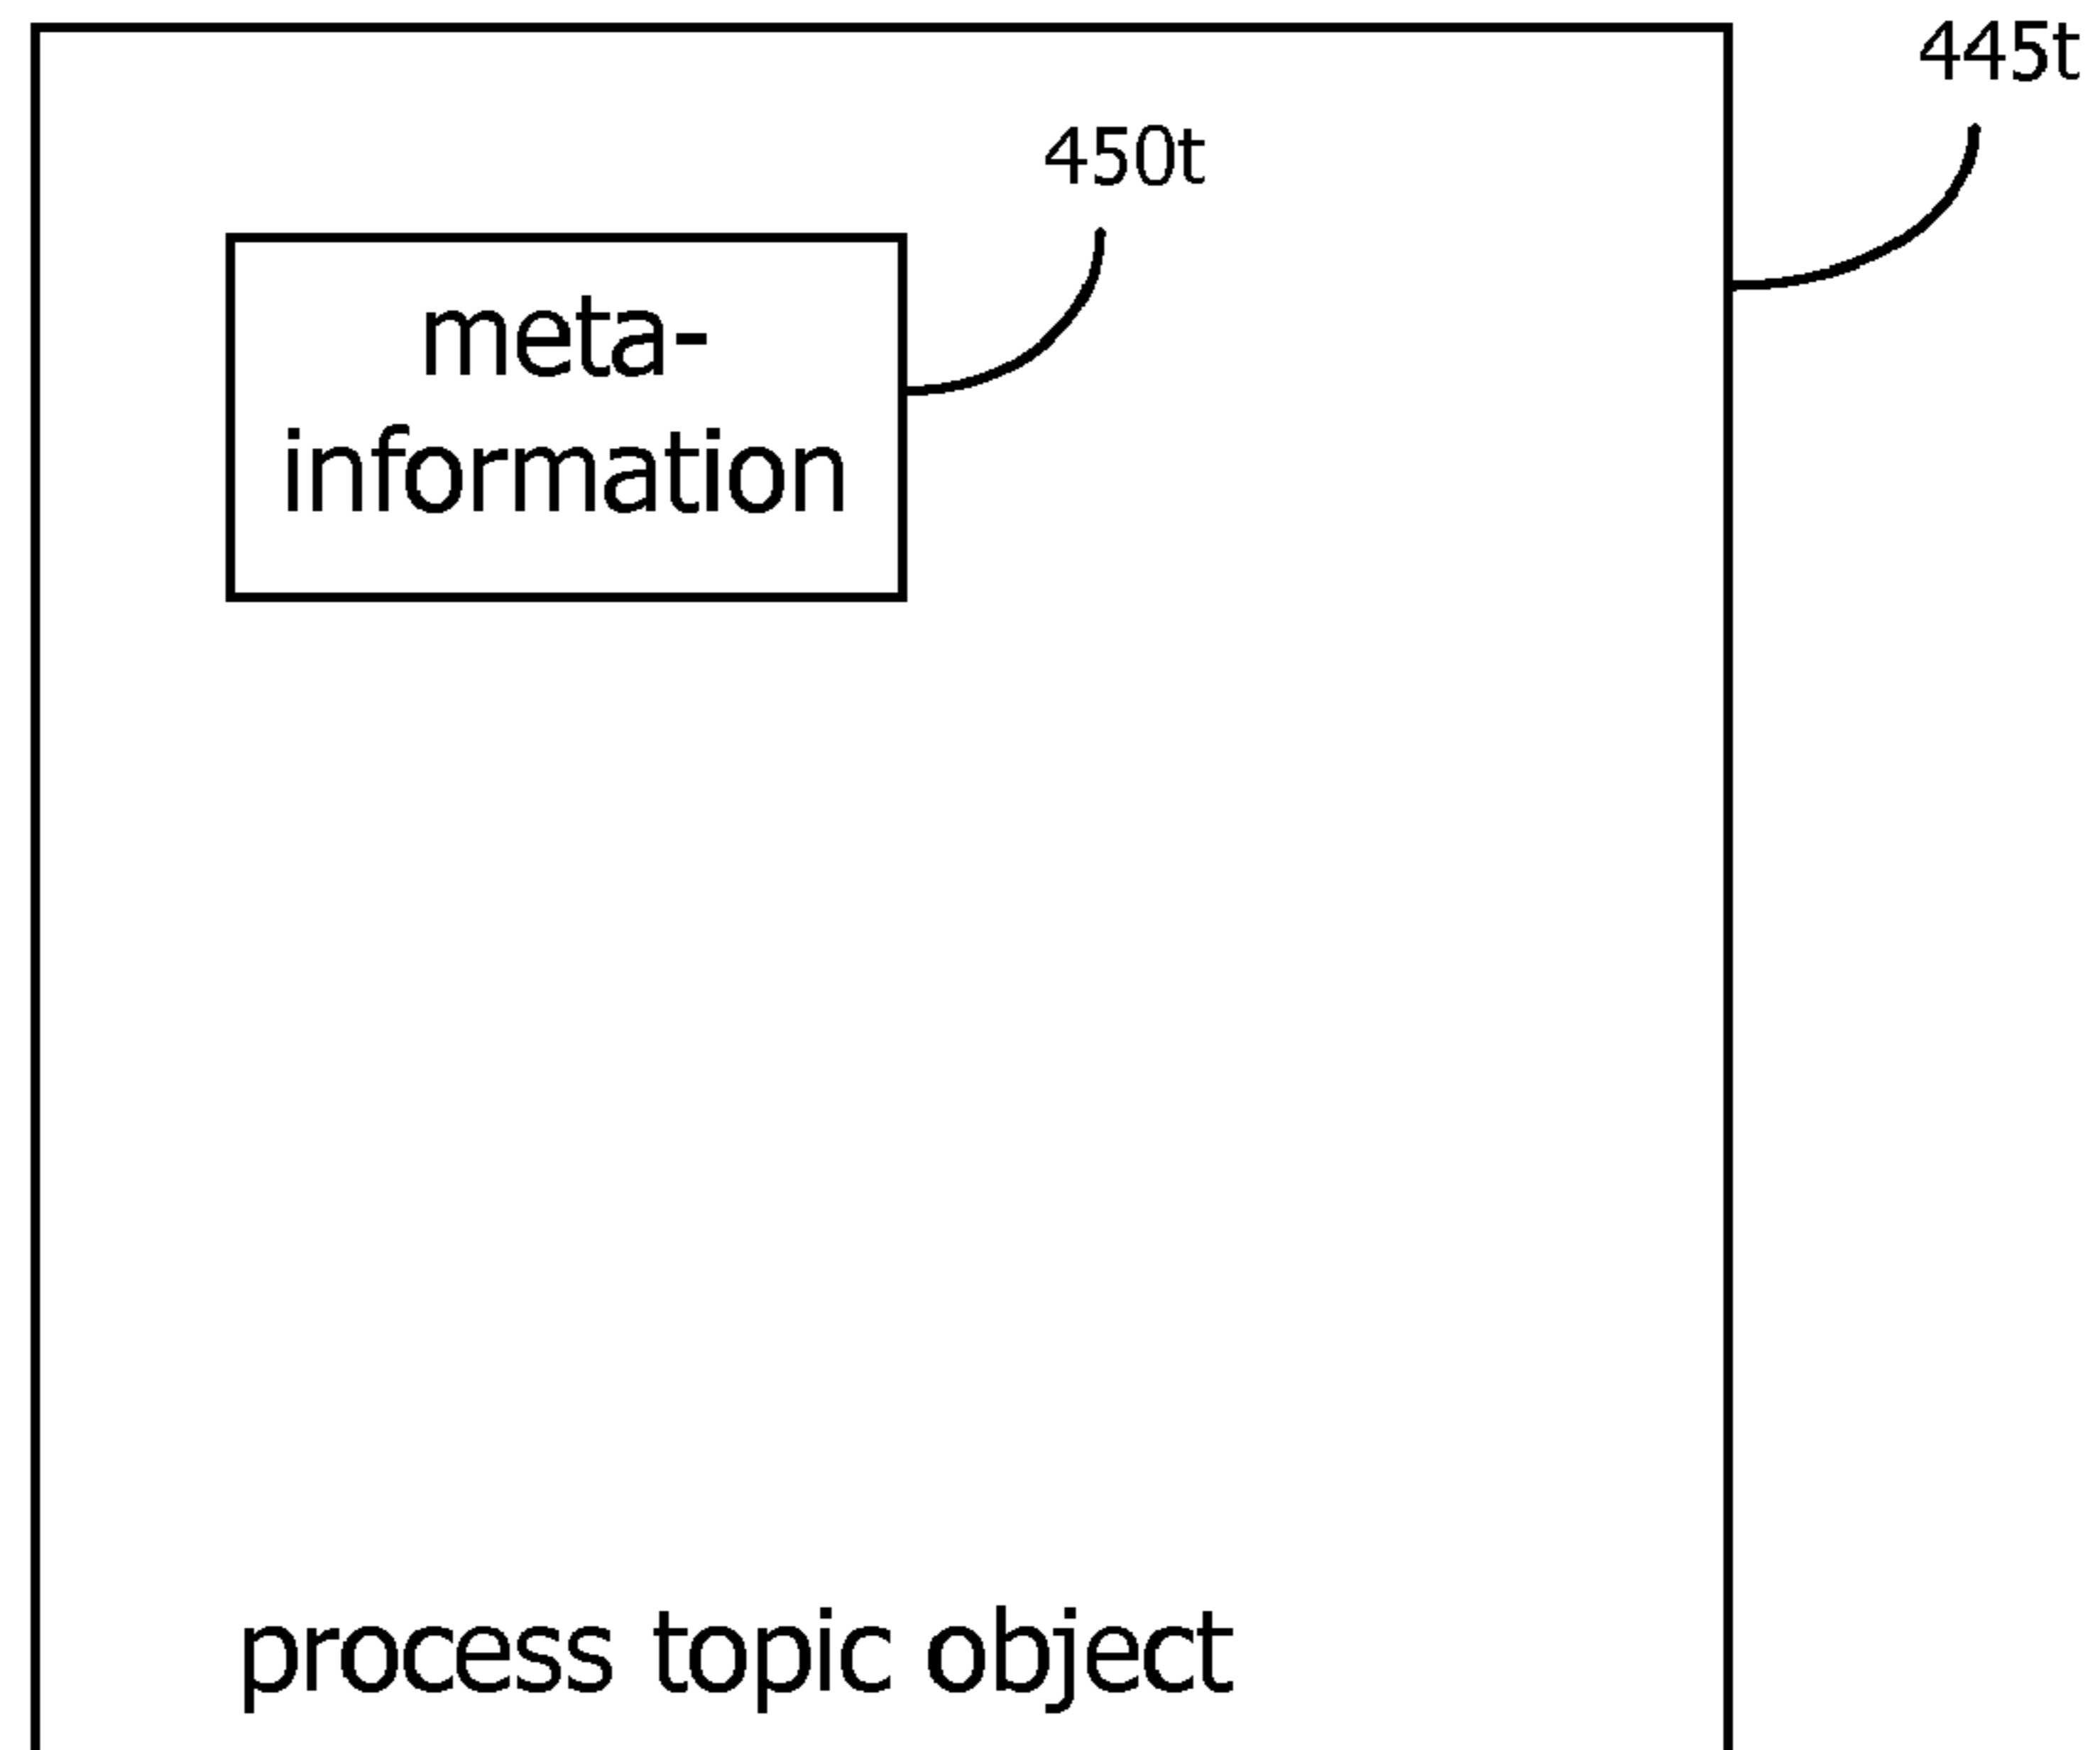 445t
450t
meta-
information
process topic object